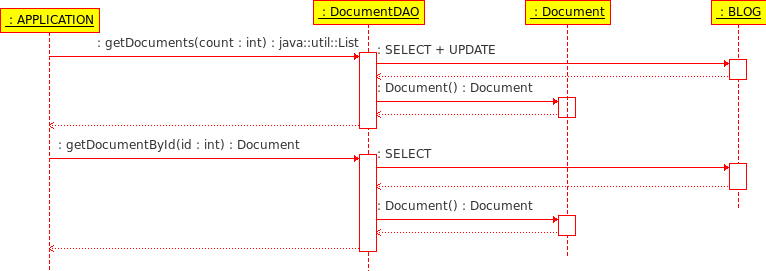 : APPLICATION
: DocumentDAO
: Document
: BLOG
: getDocuments(count : int) : java::util::List
: SELECT + UPDATE
: Document() : Document
: getDocumentById(id : int) : Document
: SELECT
: Document() : Document